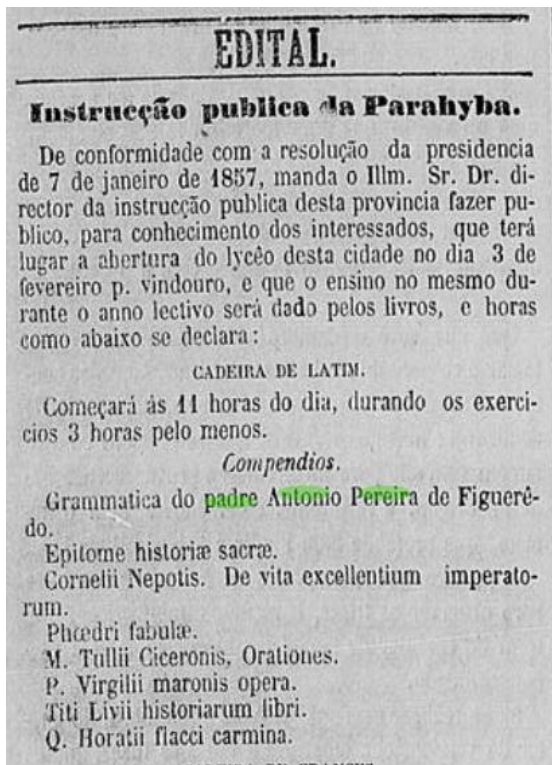 EDITAL.
Instrucção publica da Parahyba.
De conformidade com a resolução da presidencia
de 7 de janeiro de 1857, manda o Illm. Sr. Dr. di-
rector da instrucção publica desta provincia fazer pu-
blico, para conhecimento dos interessados, que terá
lugar a abertura do lycêo desta cidade no dia 3 de
fevereiro p. vindouro, e que o ensino no mesmo du-
rante o anno lectivo será dado pelos livros, e horas
como abaixo se declara:
CADEIRA DE LATIM.
Começará ás 11 horas do dia, durando os exerci-
cios 3 horas pelo menos.
Compendios.
Grammatica do padre Antonio Pereira de Figuerê-
do.
Epitome historiæ sacræ.
Cornelii Nepotis. De vita excellentium imperato-
rum.
Phœdri fabulæ.
M. Tullii Ciceronis, Orationes.
P. Virgilii maronis opera.
Titi Livii historiarum libri.
Q. Horatii flacci carmina.